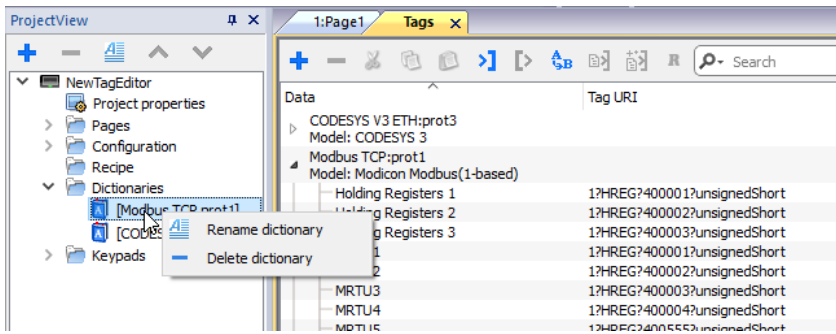 ProjectView
NewTagEditor
Project properties
Pages
Configuration
Recipe
Dictionaries
[Modbus TCP prot1]
[CODES
Keypads
Rename dictionary
Delete dictionary
1:Page1
Tags
R
Search
Data
Tag URI
CODESYS V3 ETH:prot3
Model: CODESYS 3
Modbus TCP:prot1
Model: Modicon Modbus(1-based)
Holding Registers 1 1?HREG?400001?unsignedShort
Holding Registers 2 1?HREG?400002?unsignedShort
g Registers 3 1?HREG?400003?unsignedShort
1 1?HREG?400001?unsignedShort
2 1?HREG?400002?unsignedShort
MRTU3 1?HREG?400003?unsignedShort
MRTU4 1?HREG?400004?unsignedShort
MRTU5 1?HREG?400555?unsignedShort